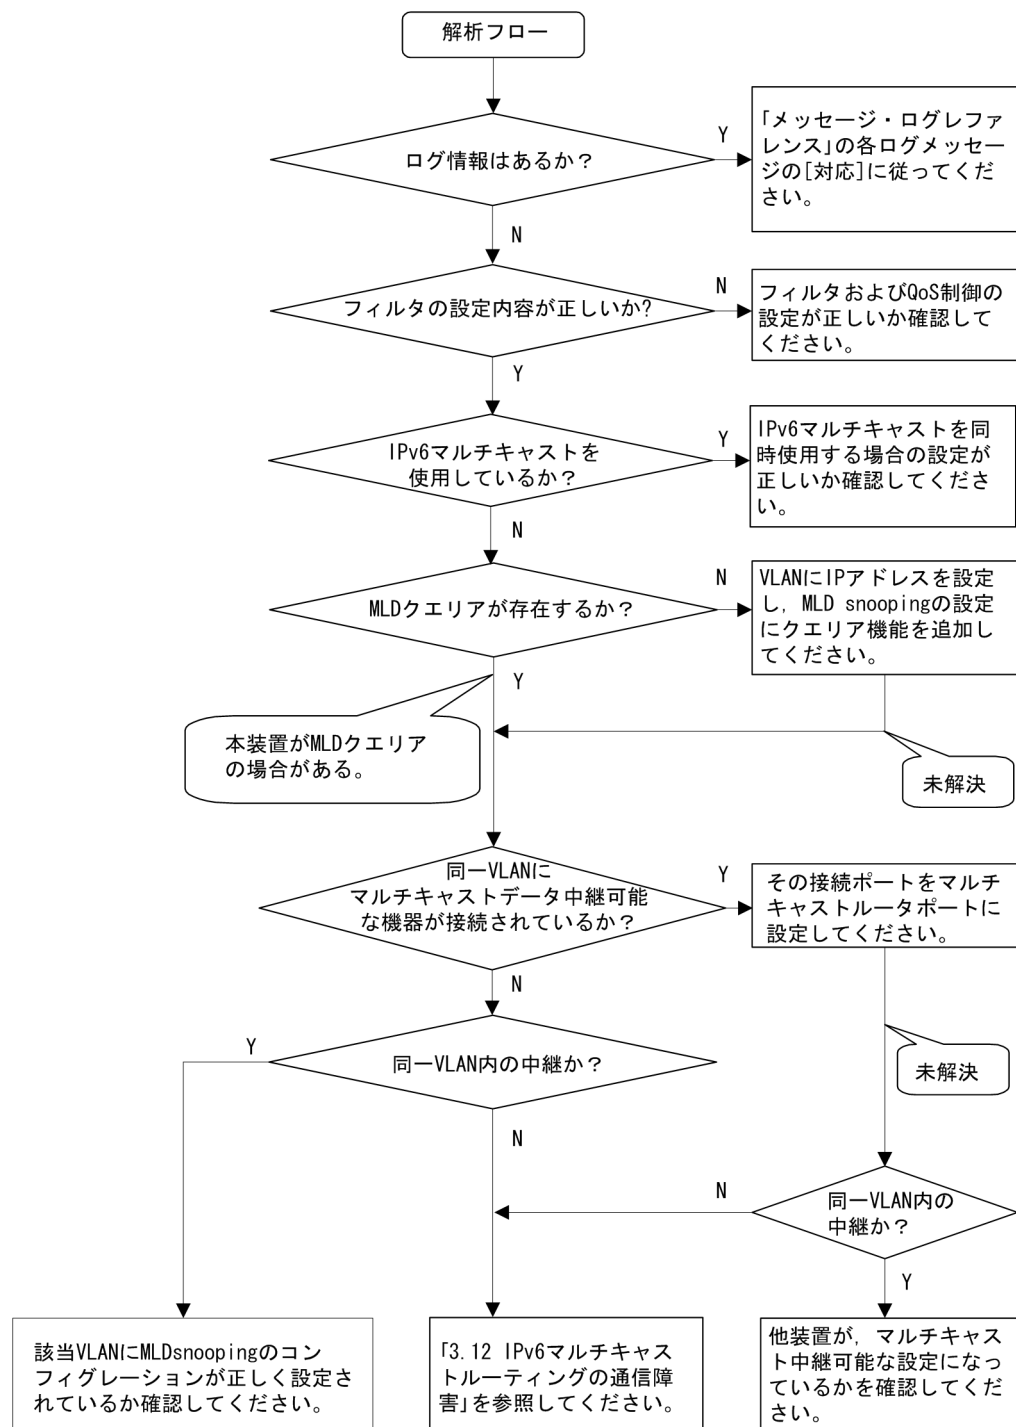 解析フロー
ログ情報はあるか？
Y
「メッセージ・ログレファ
レンス」の各ログメッセー
ジの[対応]に従ってくだ
さい。
N
フィルタの設定内容が正しいか?
N
フィルタおよびQoS制御の
設定が正しいか確認して
ください。
Y
IPv6マルチキャストを
使用しているか？
Y
IPv6マルチキャストを同
時使用する場合の設定が
正しいか確認してくださ
い。
N
MLDクエリアが存在するか？
N
VLANにIPアドレスを設定
し，MLD snoopingの設定
にクエリア機能を追加し
てください。
Y
本装置がMLDクエリア
の場合がある。
未解決
同一VLANに
マルチキャストデータ中継可能
な機器が接続されているか？
Y
その接続ポートをマルチ
キャストルータポートに
設定してください。
N
Y
同一VLAN内の中継か？
未解決
N
N
同一VLAN内の
中継か？
Y
該当VLANにMLDsnoopingのコン
フィグレーションが正しく設定さ
れているか確認してください。
「3.12 IPv6マルチキャス
トルーティングの通信障
害」を参照してください。
他装置が，マルチキャス
ト中継可能な設定になっ
ているかを確認してくだ
さい。